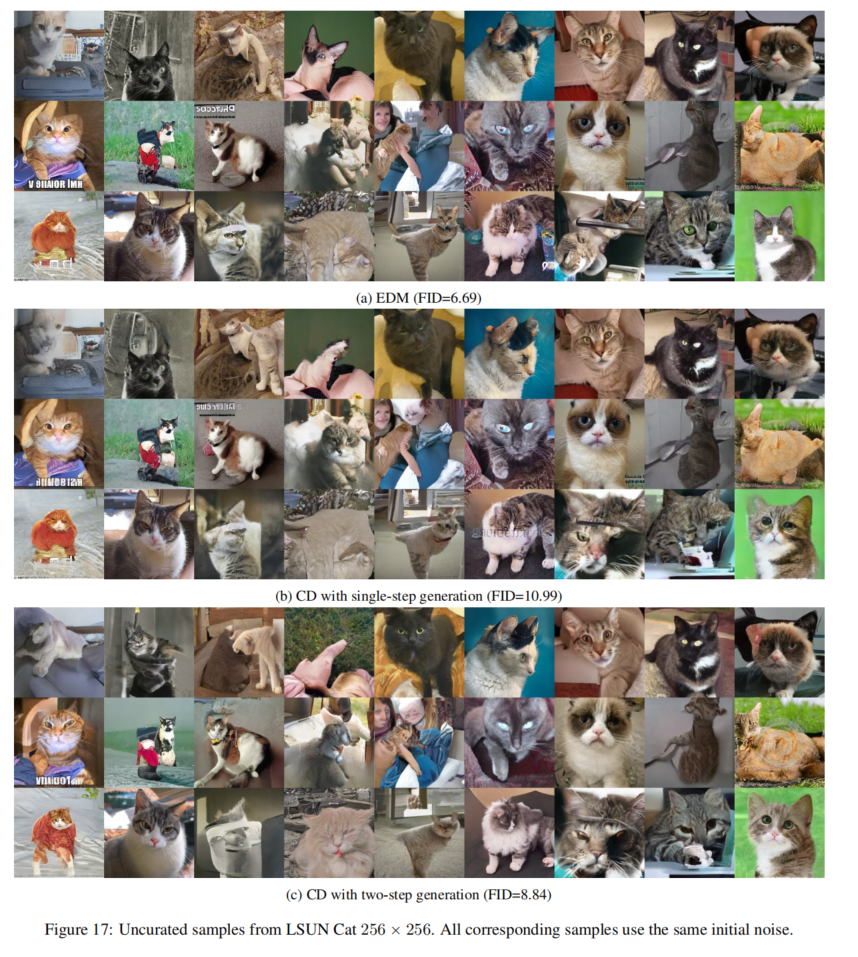 (a) EDM (FID=6.69)
(b) CD with single-step generation (FID=10.99)
(c) CD with two-step generation (FID=8.84)
Figure 17: Uncurated samples from LSUN Cat 256 × 256. All corresponding samples use the same initial noise.